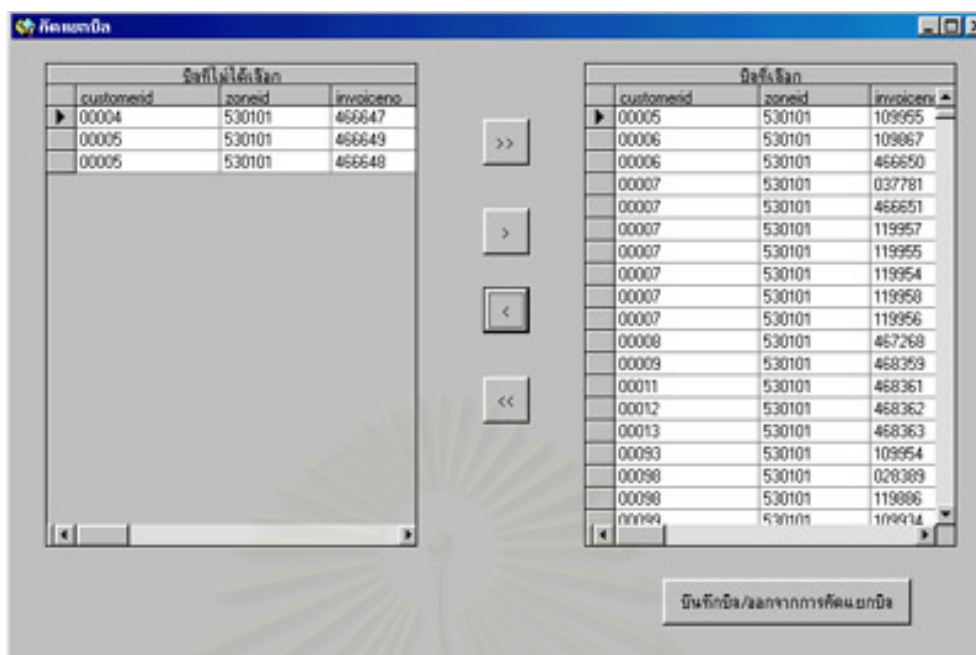 คัดแยกบิล
บิลที่ไม่ได้เลือก
customerid zoneid invoiceno
00004 530101 466647
00005 530101 466649
00005 530101 466648
>>
>
<
<<
บิลที่เลือก
customerid zoneid invoiceno
00005 530101 109955
00006 530101 109867
00006 530101 466650
00007 530101 037781
00007 530101 466651
00007 530101 119957
00007 530101 119955
00007 530101 119954
00007 530101 119958
00007 530101 119956
00008 530101 467268
00009 530101 468359
00011 530101 468361
00012 530101 468362
00013 530101 468363
00093 530101 109954
00098 530101 028389
00098 530101 119886
00099 530101 109934
บันทึกบิล/ออกจากการคัดแยกบิล